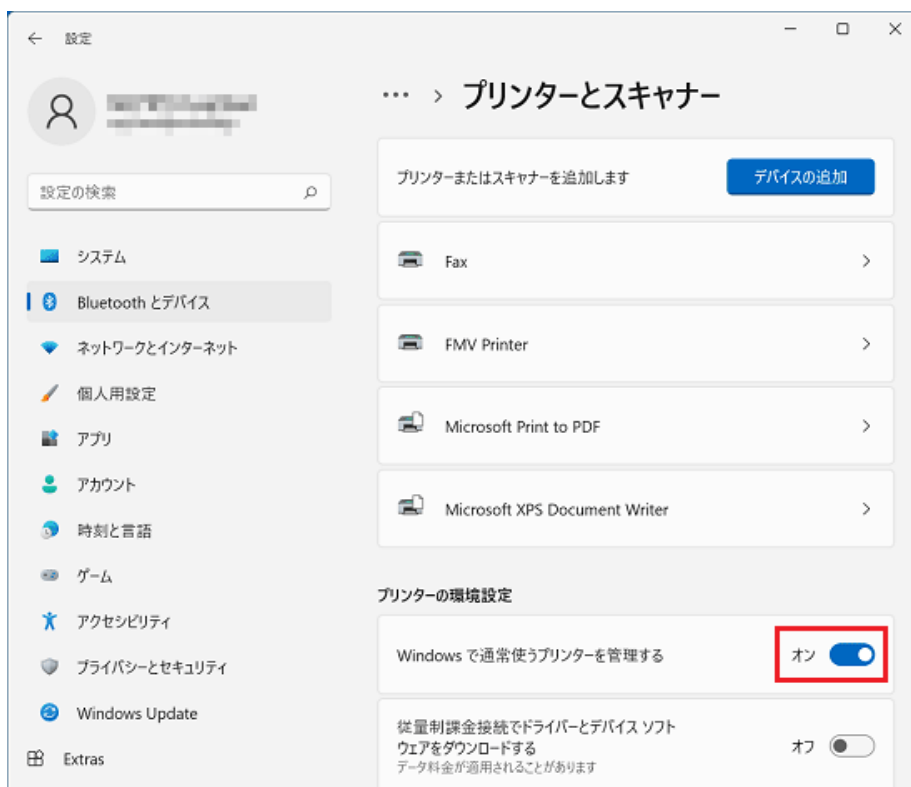 設定
設定の検索
システム
Bluetooth とデバイス
ネットワークとインターネット
個人用設定
アプリ
アカウント
時刻と言語
ゲーム
アクセシビリティ
プライバシーとセキュリティ
Windows Update
Extras
… › プリンターとスキャナー
プリンターまたはスキャナーを追加します
デバイスの追加
Fax
FMV Printer
Microsoft Print to PDF
Microsoft XPS Document Writer
プリンターの環境設定
Windows で通常使うプリンターを管理する
オン
従量制課金接続でドライバーとデバイス ソフト
ウェアをダウンロードする
データ料金が適用されることがあります
オフ